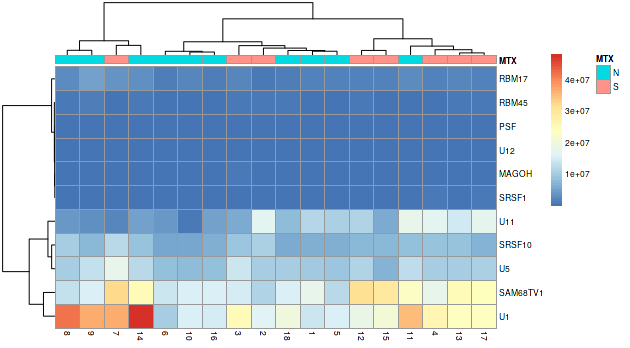 MTX
RBM17
RBM45
PSF
U12
MAGOH
SRSF1
U11
SRSF10
U5
SAM68TV1
U1
8 9 7 14 6 10 16 3 2 18 1 5 12 15 11 4 13 17
4e+07
3e+07
2e+07
1e+07
MTX
N
S